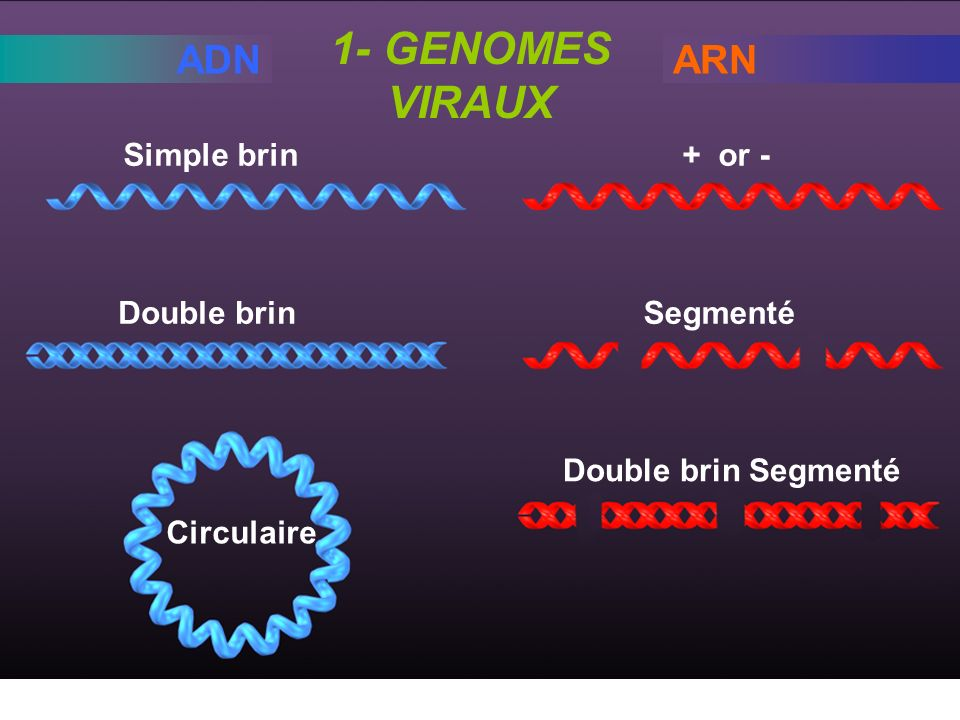 1- GENOMES
VIRAUX
ADN
ARN
Simple brin
+ or -
Double brin
Segmenté
Circulaire
Double brin Segmenté